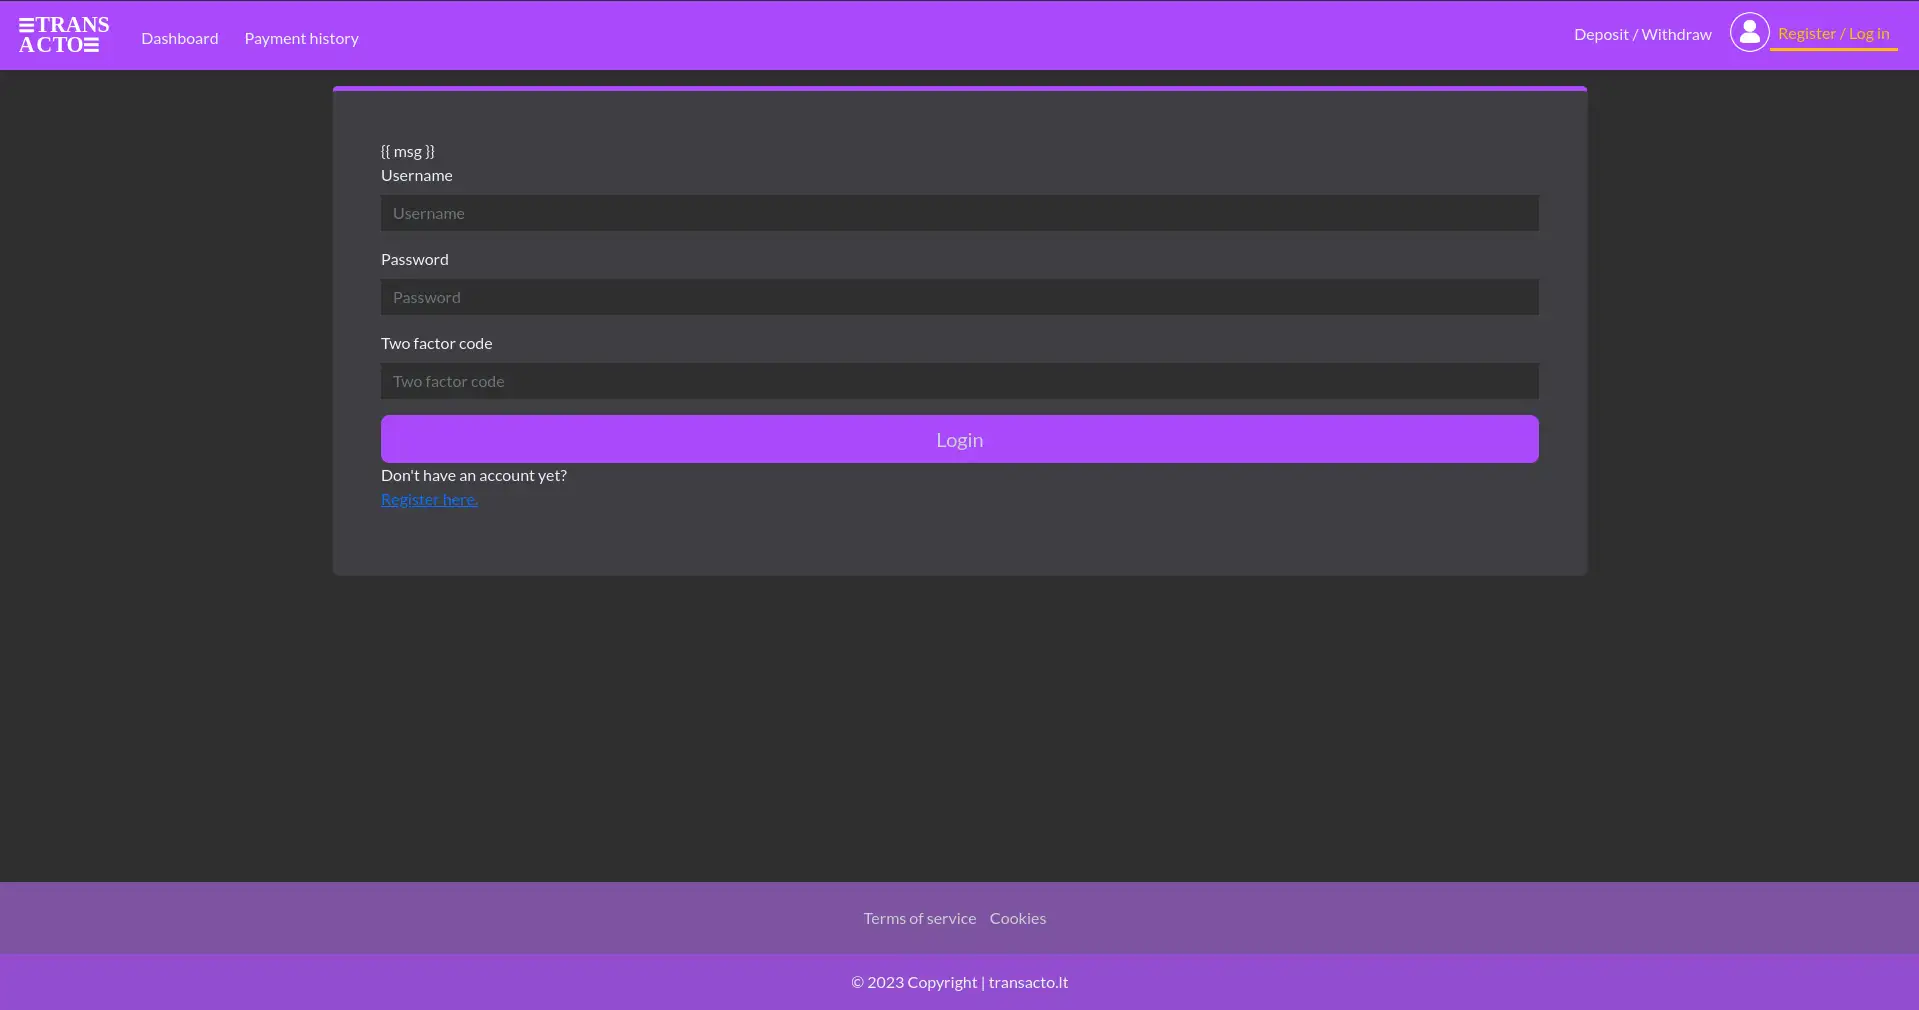 TRANS
ACTO
Dashboard Payment history
Deposit / Withdraw Register / Log in
{{ msg }}
Username
Username
Password
Password
Two factor code
Two factor code
Login
Don't have an account yet?
Register here.
Terms of service Cookies
© 2023 Copyright | transacto.lt